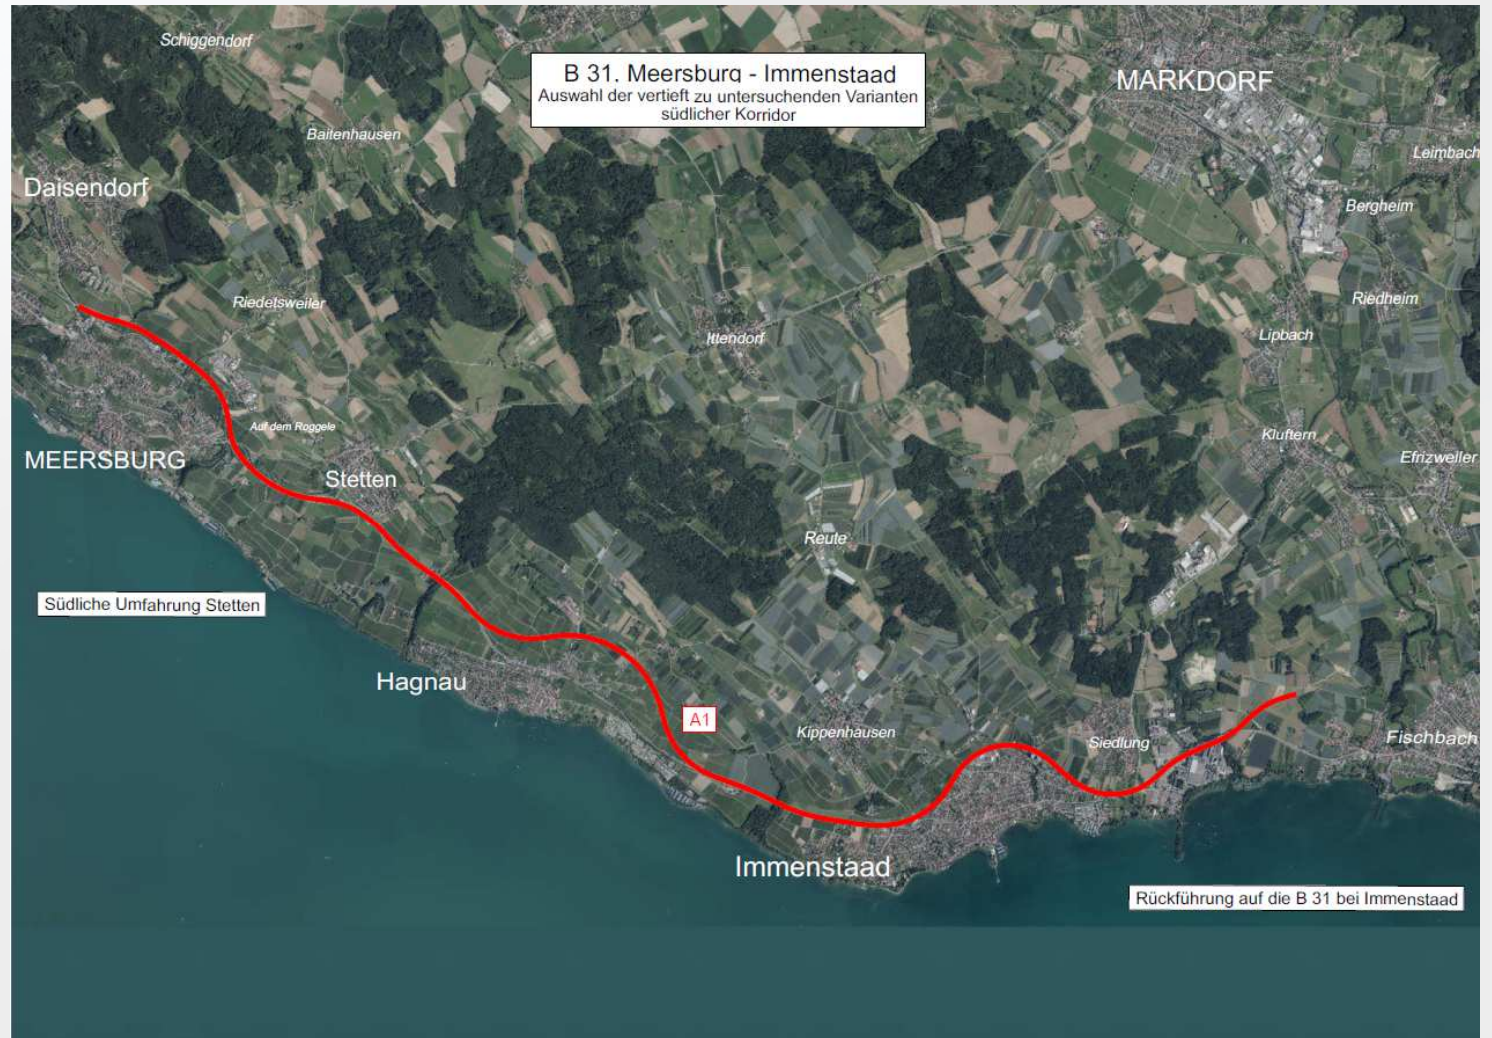 Schiggendorf
B 31, Meersburg - Immenstaad
Auswahl der vertieft zu untersuchenden Varianten
südlicher Korridor
MARKDORF
Baitenhausen
Leimbach
Daisendorf
Bergheim
Riedetsweiler
Riedheim
Ittendorf
Lipbach
Auf dem Roggele
Kluftern
MEERSBURG
Efrizweiler
Stetten
Reute
Südliche Umfahrung Stetten
Hagnau
A1
Kippenhausen
Siedlung
Fischbach
Immenstaad
Rückführung auf die B 31 bei Immenstaad